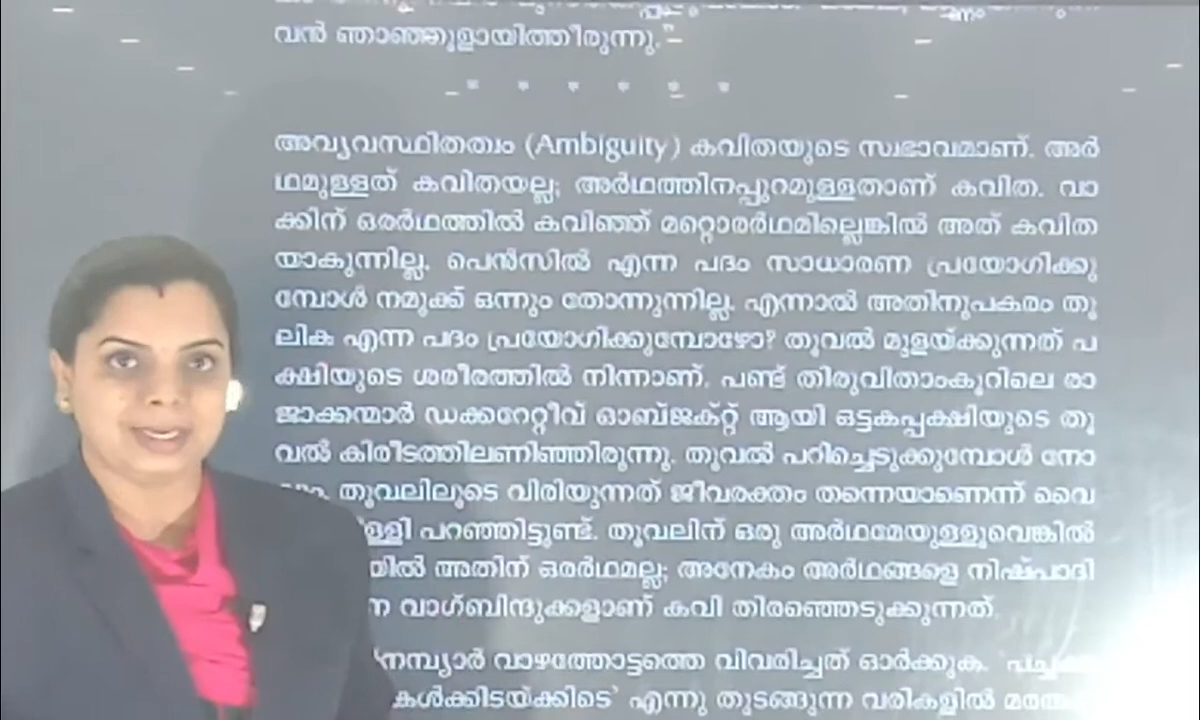 വൻ ഞാഞ്ഞൂളായിത്തീരുന്നു."
* * * * * *
അവ്യവസ്ഥിതത്വം (Ambiguity) കവിതയുടെ സ്വഭാവമാണ്. അർ
ഥമുള്ളത് കവിതയല്ല; അർഥത്തിനപ്പുറമുള്ളതാണ് കവിത. വാ
ക്കിന് ഒരർഥത്തിൽ കവിഞ്ഞ് മറ്റൊരർഥമില്ലെങ്കിൽ അത് കവിത
യാകുന്നില്ല. പെൻസിൽ എന്ന പദം സാധാരണ പ്രയോഗിക്കു
മ്പോൾ നമുക്ക് ഒന്നും തോന്നുന്നില്ല. എന്നാൽ അതിനുപകരം തൂ
ലിക എന്ന പദം പ്രയോഗിക്കുമ്പോഴോ? തൂവൽ മുളയ്ക്കുന്നത് പ
ക്ഷിയുടെ ശരീരത്തിൽ നിന്നാണ്. പണ്ട് തിരുവിതാംകൂറിലെ രാ
ജാക്കന്മാർ ഡക്കറേറ്റീവ് ഓബ്ജക്റ്റ് ആയി ഒട്ടകപ്പക്ഷിയുടെ തൂ
വൽ കിരീടത്തിലണിഞ്ഞിരുന്നു. തൂവൽ പറിച്ചെടുക്കുമ്പോൾ നോ
തൂവലിലൂടെ വിരിയുന്നത് ജീവരക്തം തന്നെയാണെന്ന് വൈ
ള്ളി പറഞ്ഞിട്ടുണ്ട്. തൂവലിന് ഒരു അർഥമേയുള്ളൂവെങ്കിൽ
യിൽ അതിന് ഒരർഥമല്ല; അനേകം അർഥങ്ങളെ നിഷ്പാദി
ന്ന വാഗ്ബിന്ദുക്കളാണ് കവി തിരഞ്ഞെടുക്കുന്നത്.
നമ്പ്യാർ വാഴത്തോട്ടത്തെ വിവരിച്ചത് ഓർക്കുക.
കൾക്കിടയ്ക്കിടെ' എന്നു തുടങ്ങുന്ന വരികളിൽ